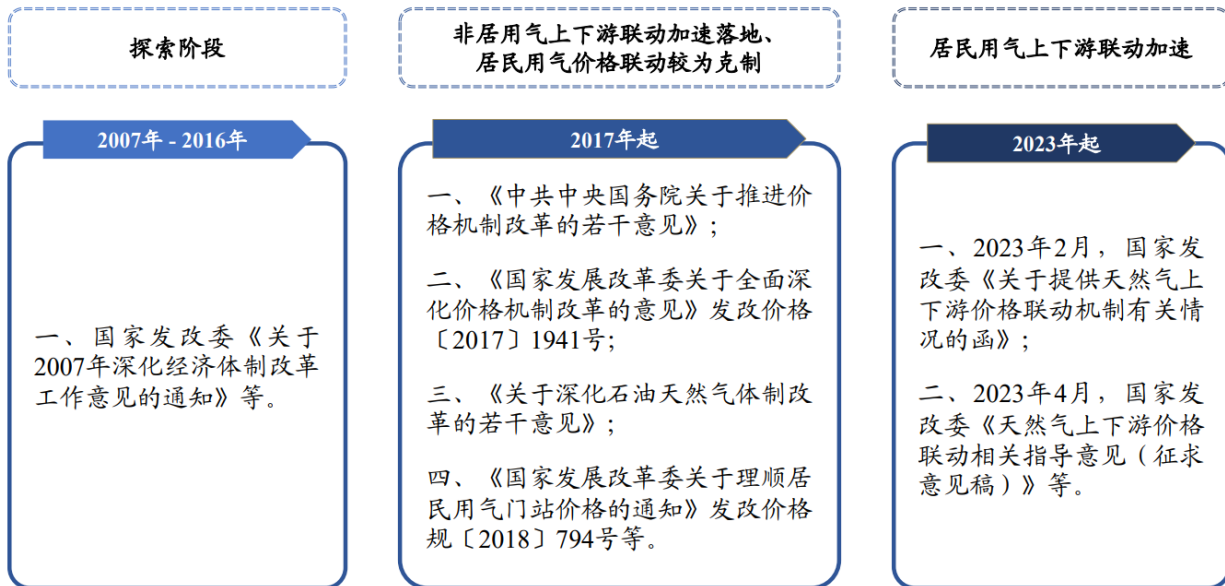 探索阶段
2007年 - 2016年
一、国家发改委《关于
2007年深化经济体制改革
工作意见的通知》等。
非居用气上下游联动加速落地、
居民用气价格联动较为克制
2017年起
一、《中共中央国务院关于推进价
格机制改革的若干意见》;
二、《国家发展改革委关于全面深
化价格机制改革的意见》发改价格
〔2017〕1941号;
三、《关于深化石油天然气体制改
革的若干意见》;
四、《国家发展改革委关于理顺居
民用气门站价格的通知》发改价格
规〔2018〕794号等。
居民用气上下游联动加速
2023年起
一、2023年2月，国家发
改委《关于提供天然气上
下游价格联动机制有关情
况的函》;
二、2023年4月，国家发
改委《天然气上下游价格
联动相关指导意见（征求
意见稿）》等。